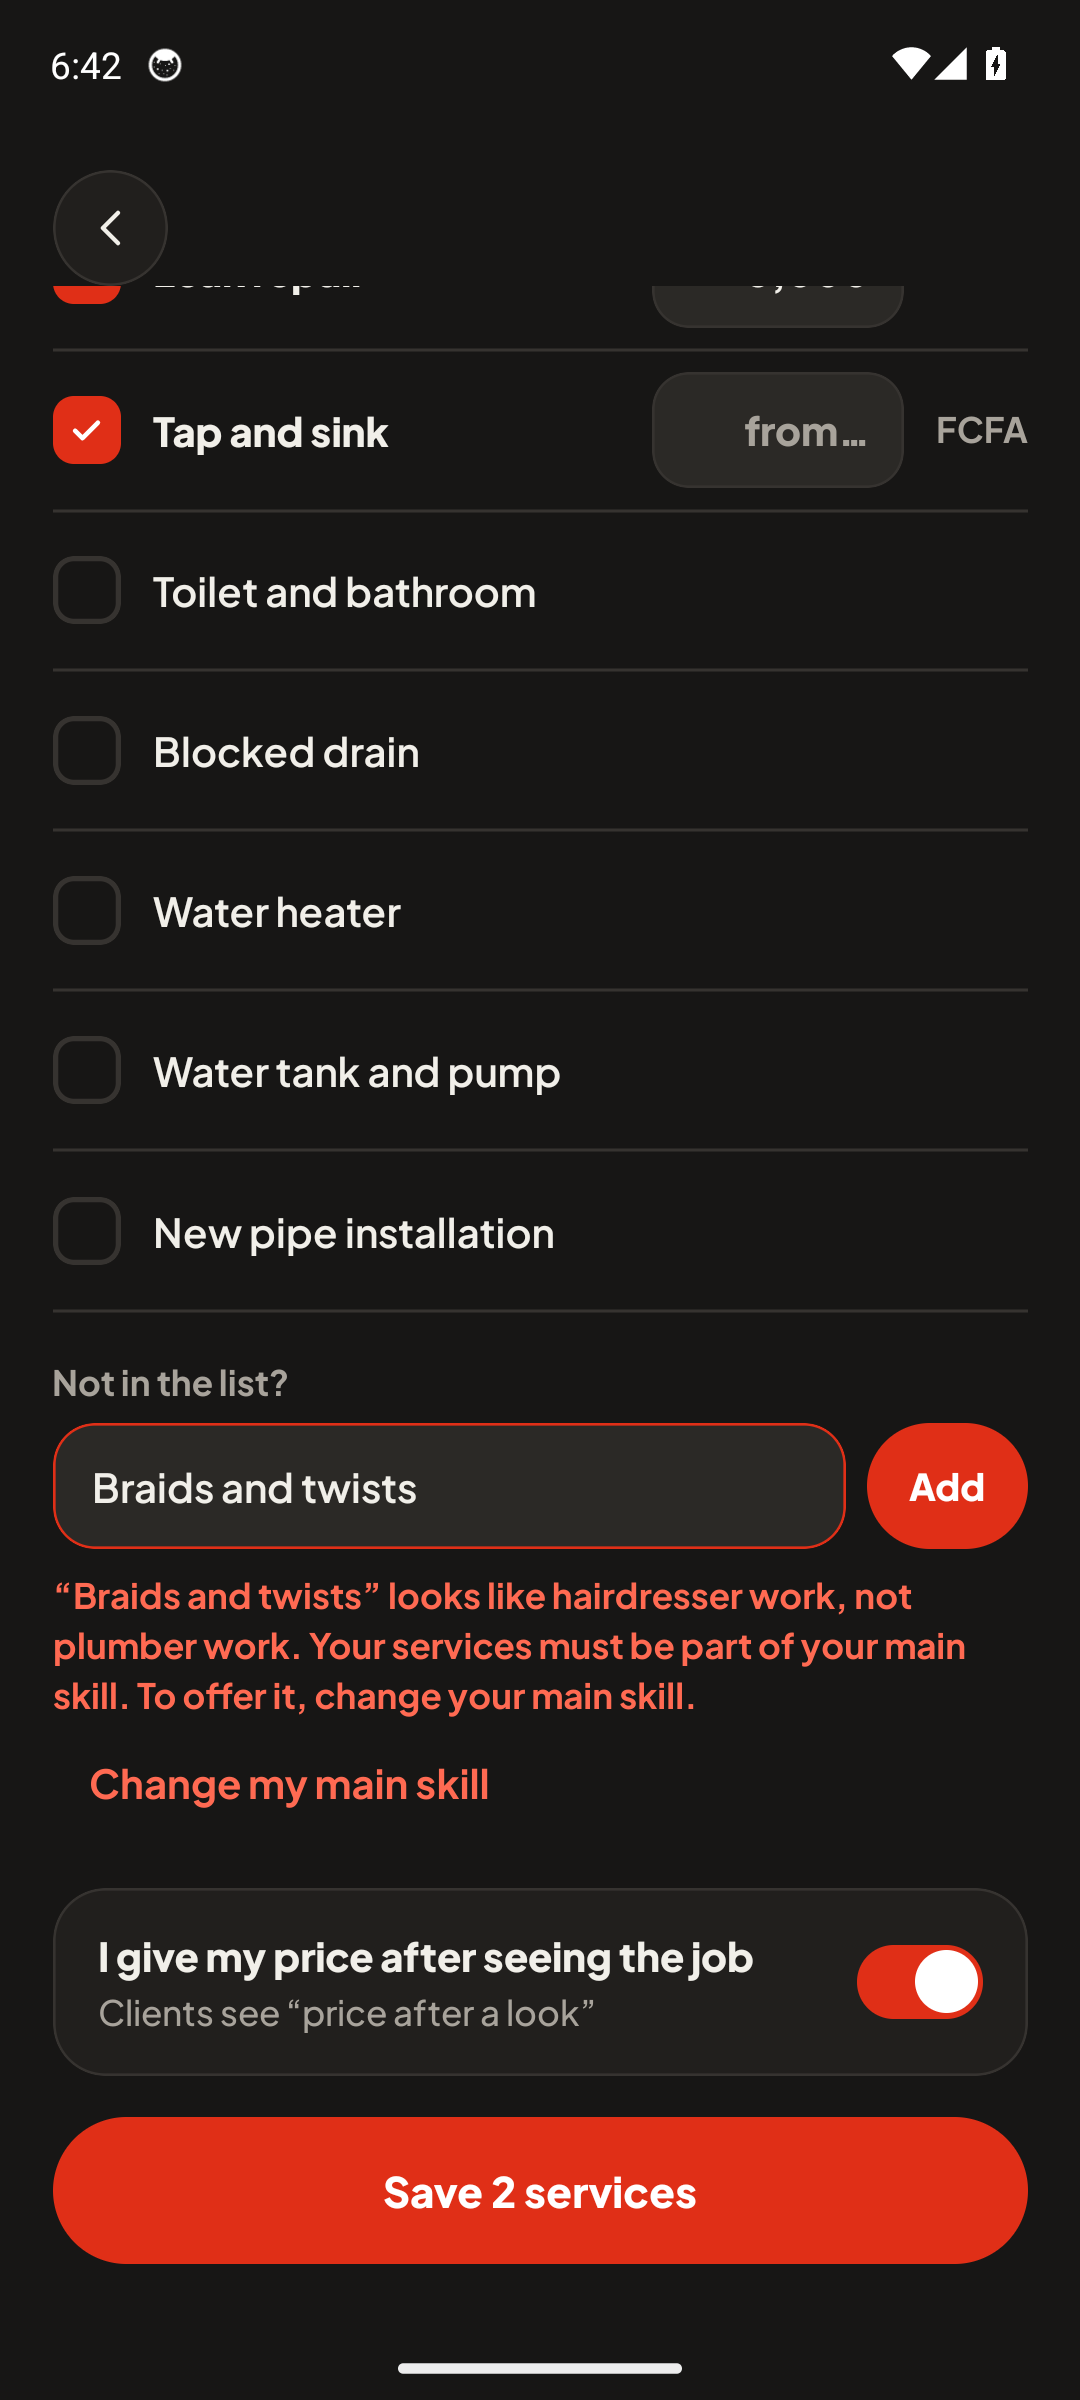 6:42
Tap and sink
from…
FCFA
Toilet and bathroom
Blocked drain
Water heater
Water tank and pump
New pipe installation
Not in the list?
Braids and twists
Add
“Braids and twists” looks like hairdresser work, not
plumber work. Your services must be part of your main
skill. To offer it, change your main skill.
Change my main skill
I give my price after seeing the job
Clients see “price after a look”
Save 2 services